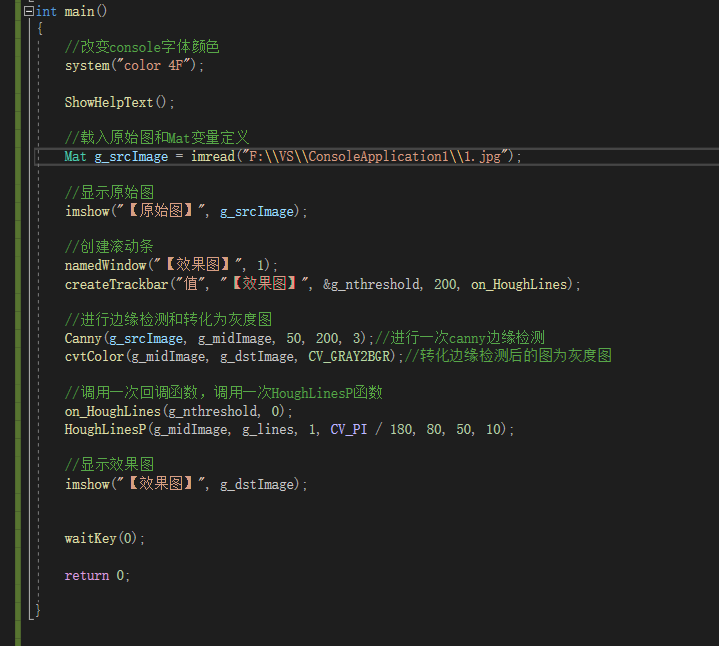 int main()
{
//改变console字体颜色
system("color 4F");
ShowHelpText();
//载入原始图和Mat变量定义
Mat g_srcImage = imread("F:\\VS\\ConsoleApplication1\\1.jpg");
//显示原始图
imshow("【原始图】", g_srcImage);
//创建滚动条
namedWindow("【效果图】", 1);
createTrackbar("值", "【效果图】", &g_nthreshold, 200, on_HoughLines);
//进行边缘检测和转化为灰度图
Canny(g_srcImage, g_midImage, 50, 200, 3);//进行一次canny边缘检测
cvtColor(g_midImage, g_dstImage, CV_GRAY2BGR);//转化边缘检测后的图为灰度图
//调用一次回调函数，调用一次HoughLinesP函数
on_HoughLines(g_nthreshold, 0);
HoughLinesP(g_midImage, g_lines, 1, CV_PI / 180, 80, 50, 10);
//显示效果图
imshow("【效果图】", g_dstImage);
waitKey(0);
return 0;
}